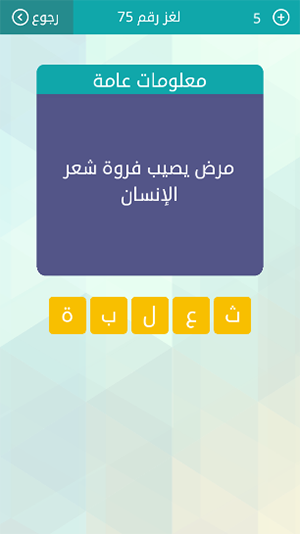 رجوع
لغز رقم 75
5
معلومات عامة
مرض يصيب فروة شعر
الإنسان
ث ع ل ب ة